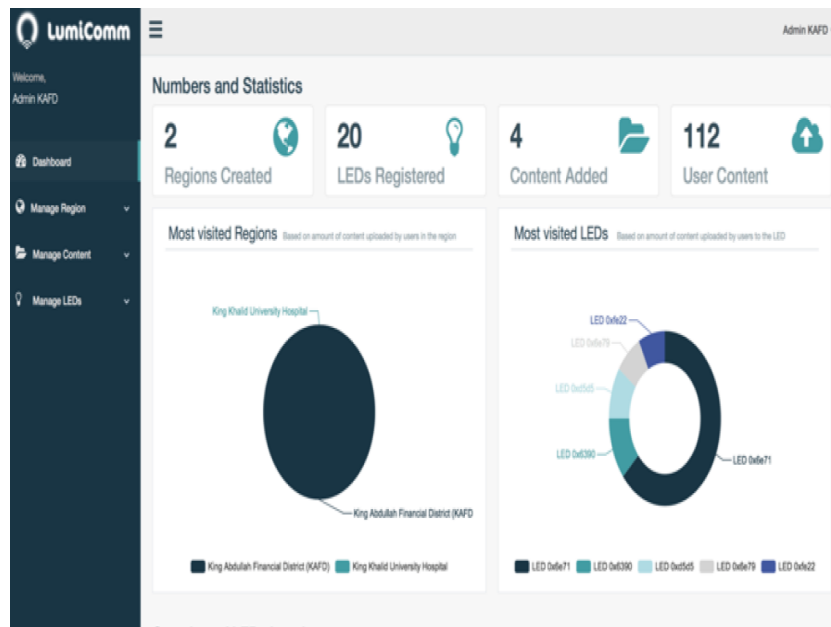 LumiComm
Admin KAFD
Welcome,
Admin KAFD
Dashboard
Manage Region
Manage Content
Manage LEDs
Numbers and Statistics
2
Regions Created
20
LEDs Registered
4
Content Added
112
User Content
Most visited Regions Based on amount of content uploaded by users in the region
King Khalid University Hospital
King Abdullah Financial District (KAFD
King Abdullah Financial District (KAFD) King Khalid University Hospital
Most visited LEDs Based on amount of content uploaded by users to the LED
LED 0xfe22
LED 0x6e79
LED 0xd5d5
LED 0x6390
LED 0x6e71
LED 0x6e71 LED 0x6390 LED 0xd5d5 LED 0x6e79 LED 0xfe22